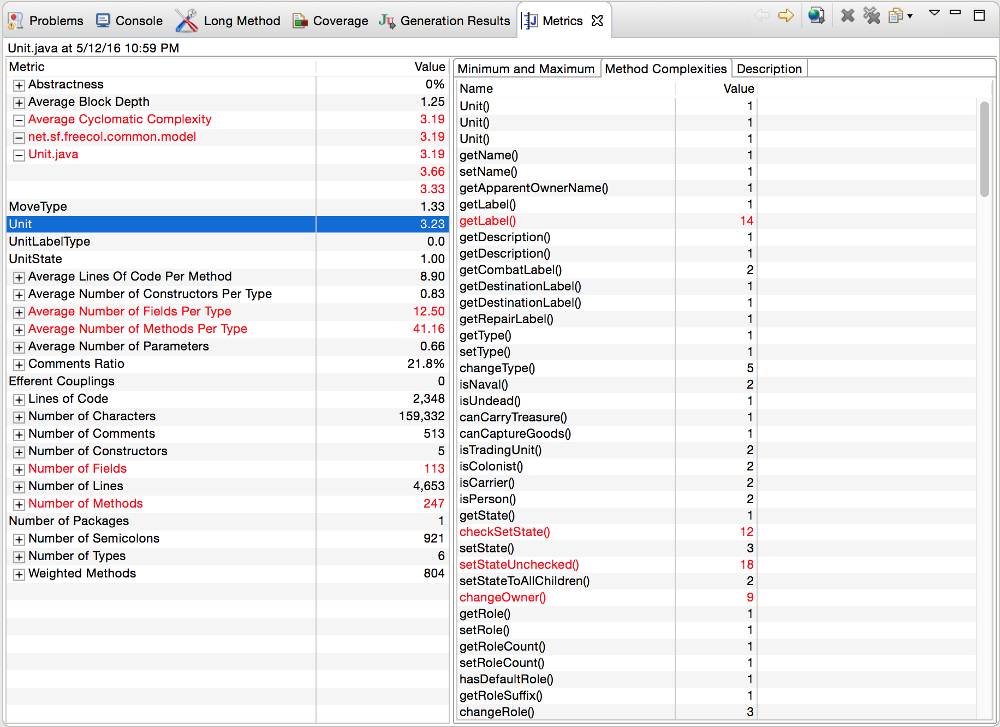 Problems Console Long Method Coverage Generation Results Metrics
Unit.java at 5/12/16 10:59 PM
Metric Value
Abstractness 0%
Average Block Depth 1.25
Average Cyclomatic Complexity 3.19
net.sf.freecol.common.model 3.19
Unit.java 3.19
3.66
3.33
MoveType 1.33
Unit 3.23
UnitLabelType 0.0
UnitState 1.00
Average Lines Of Code Per Method 8.90
Average Number of Constructors Per Type 0.83
Average Number of Fields Per Type 12.50
Average Number of Methods Per Type 41.16
Average Number of Parameters 0.66
Comments Ratio 21.8%
Efferent Couplings 0
Lines of Code 2,348
Number of Characters 159,332
Number of Comments 513
Number of Constructors 5
Number of Fields 113
Number of Lines 4,653
Number of Methods 247
Number of Packages 1
Number of Semicolons 921
Number of Types 6
Weighted Methods 804
Minimum and Maximum Method Complexities Description
Name Value
Unit() 1
Unit() 1
Unit() 1
getName() 1
setName() 1
getApparentOwnerName() 1
getLabel() 1
getLabel() 14
getDescription() 1
getDescription() 1
getCombatLabel() 2
getDestinationLabel() 1
getDestinationLabel() 1
getRepairLabel() 1
getType() 1
setType() 1
changeType() 5
isNaval() 2
isUndead() 1
canCarryTreasure() 1
canCaptureGoods() 1
isTradingUnit() 2
isColonist() 2
isCarrier() 2
isPerson() 2
getState() 1
checkSetState() 12
setState() 3
setStateUnchecked() 18
setStateToAllChildren() 2
changeOwner() 9
getRole() 1
setRole() 1
getRoleCount() 1
setRoleCount() 1
hasDefaultRole() 1
getRoleSuffix() 1
changeRole() 3